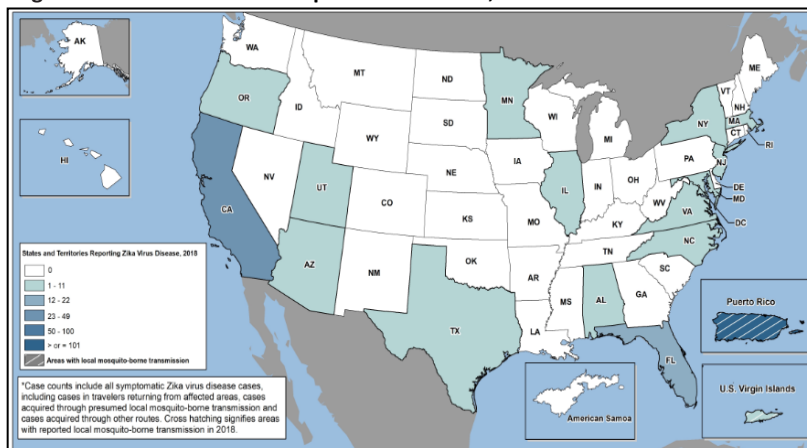 AK
HI
WA
OR
CA
NV
ID
MT
WY
UT
AZ
CO
NM
ND
SD
NE
KS
OK
TX
MN
IA
MO
AR
LA
WI
IL
MI
IN
OH
KY
TN
MS
AL
GA
FL
SC
NC
VA
WV
PA
NY
VT
NH
ME
MA
CT
RI
NJ
DE
MD
DC
States and Territories Reporting Zika Virus Disease, 2018
0
1 - 11
12 - 22
23 - 49
50 - 100
> or = 101
Areas with local mosquito-borne transmission
*Case counts include all symptomatic Zika virus disease cases,
including cases in travelers returning from affected areas, cases
acquired through presumed local mosquito-borne transmission and
cases acquired through other routes. Cross hatching signifies areas
with reported local mosquito-borne transmission in 2018.
American Samoa
Puerto Rico
U.S. Virgin Islands